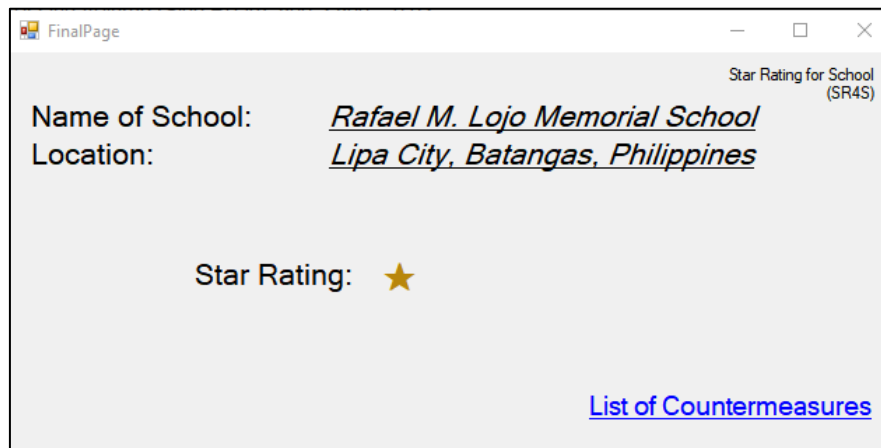 FinalPage
Star Rating for School
(SR4S)
Name of School: Rafael M. Lojo Memorial School
Location: Lipa City, Batangas, Philippines
Star Rating: ★
List of Countermeasures